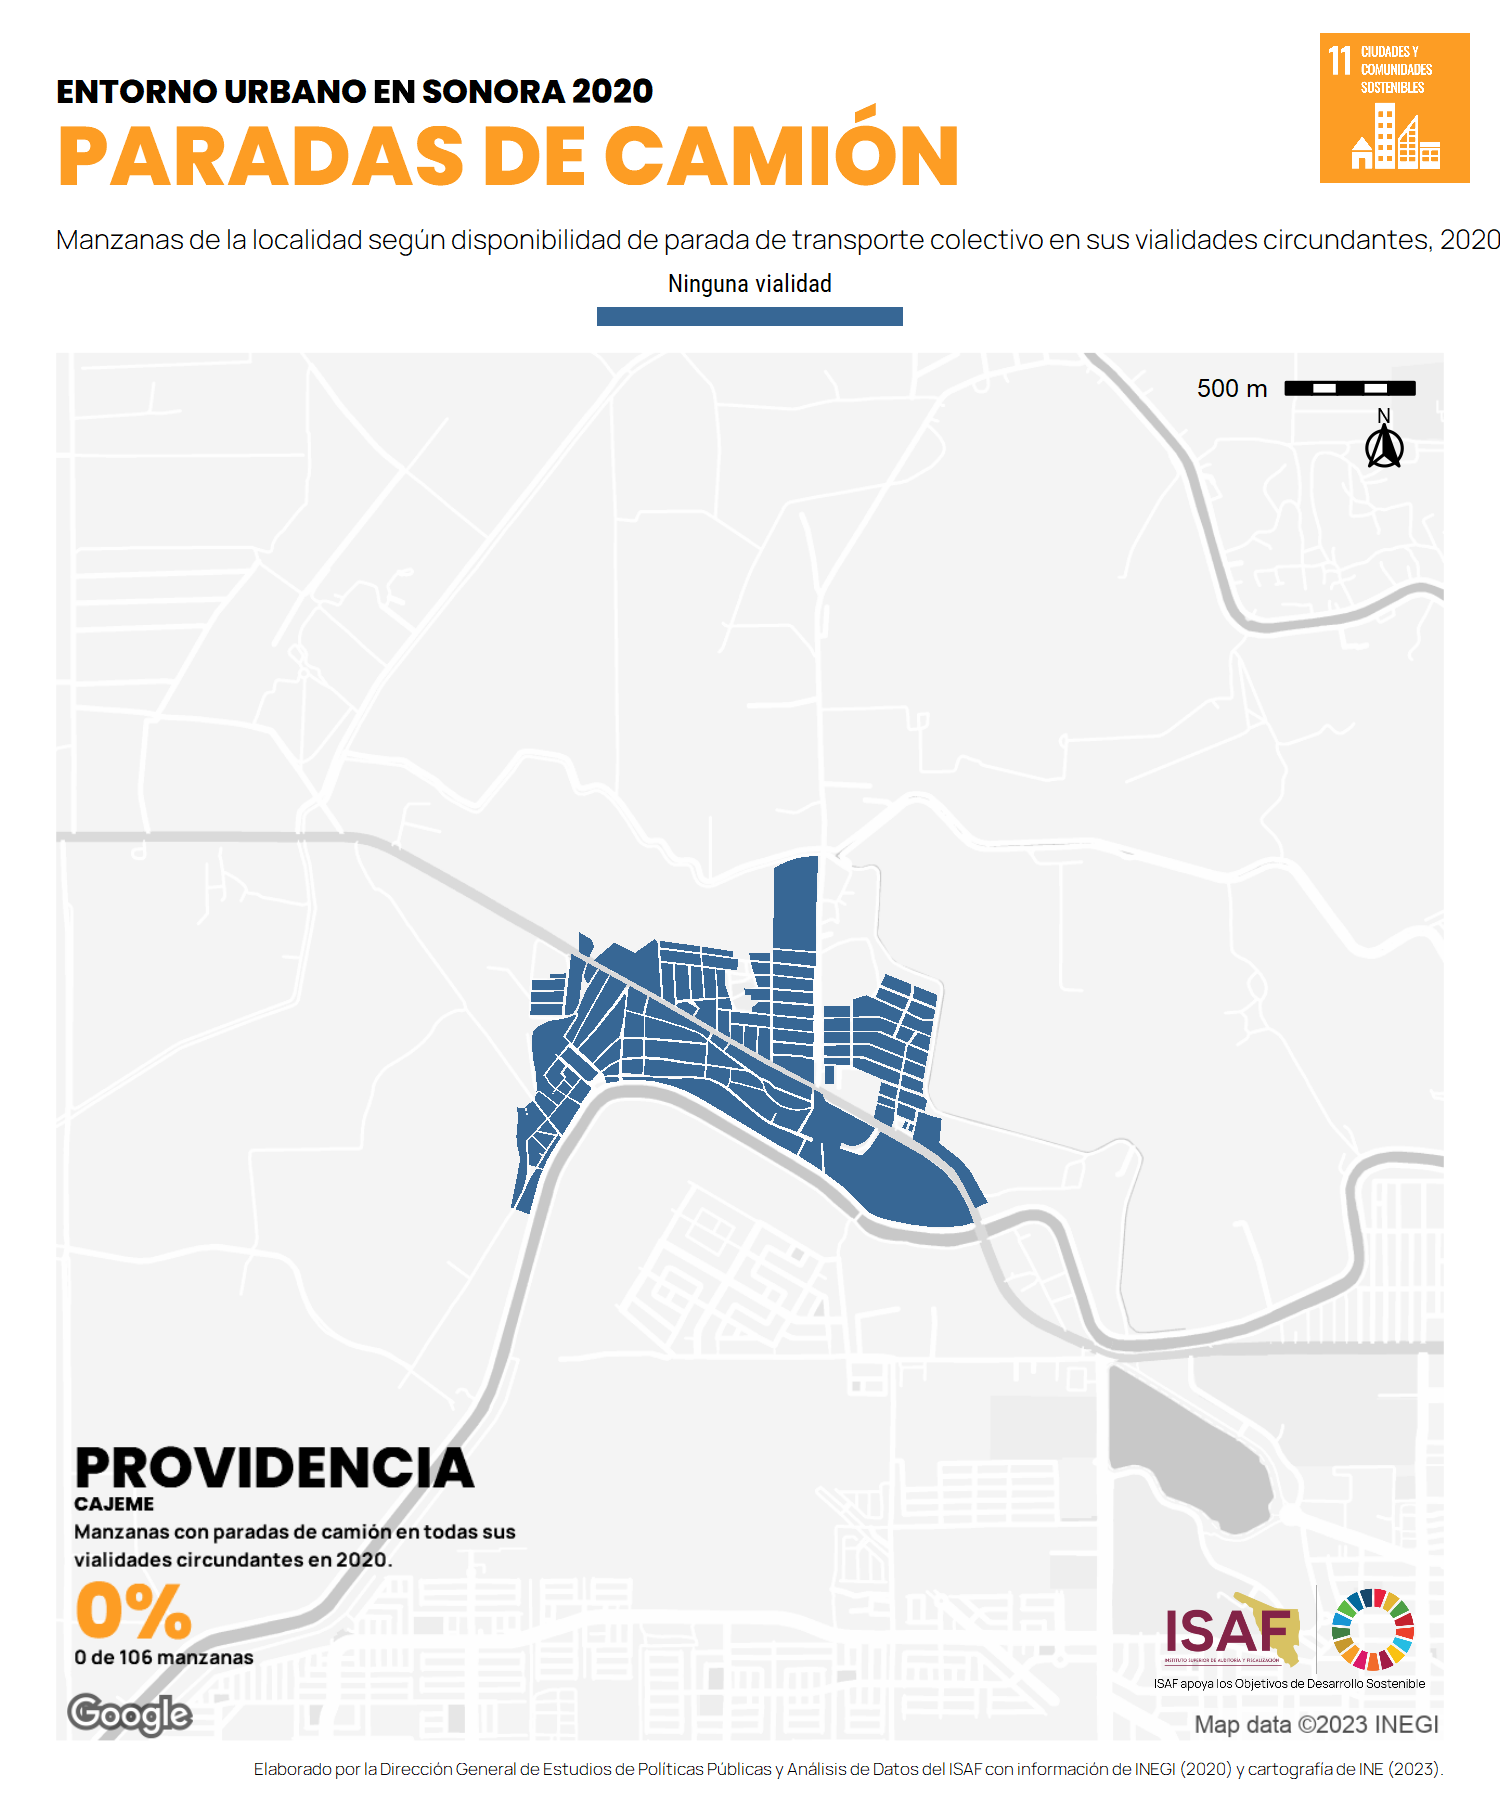 ENTORNO URBANO EN SONORA 2020
PARADAS DE CAMIÓN
11 CIUDADES Y
COMUNIDADES
SOSTENIBLES
Manzanas de la localidad según disponibilidad de parada de transporte colectivo en sus vialidades circundantes, 2020
Ninguna vialidad
500 m
N
PROVIDENCIA
CAJEME
Manzanas con paradas de camión en todas sus
vialidades circundantes en 2020.
0%
0 de 106 manzanas
Google
ISAF
INSTITUTO SUPERIOR DE AUDITORÍA Y FISCALIZACIÓN
ISAF apoya los Objetivos de Desarrollo Sostenible
Map data ©2023 INEGI
Elaborado por la Dirección General de Estudios de Políticas Públicas y Análisis de Datos del ISAF con información de INEGI (2020) y cartografía de INE (2023).